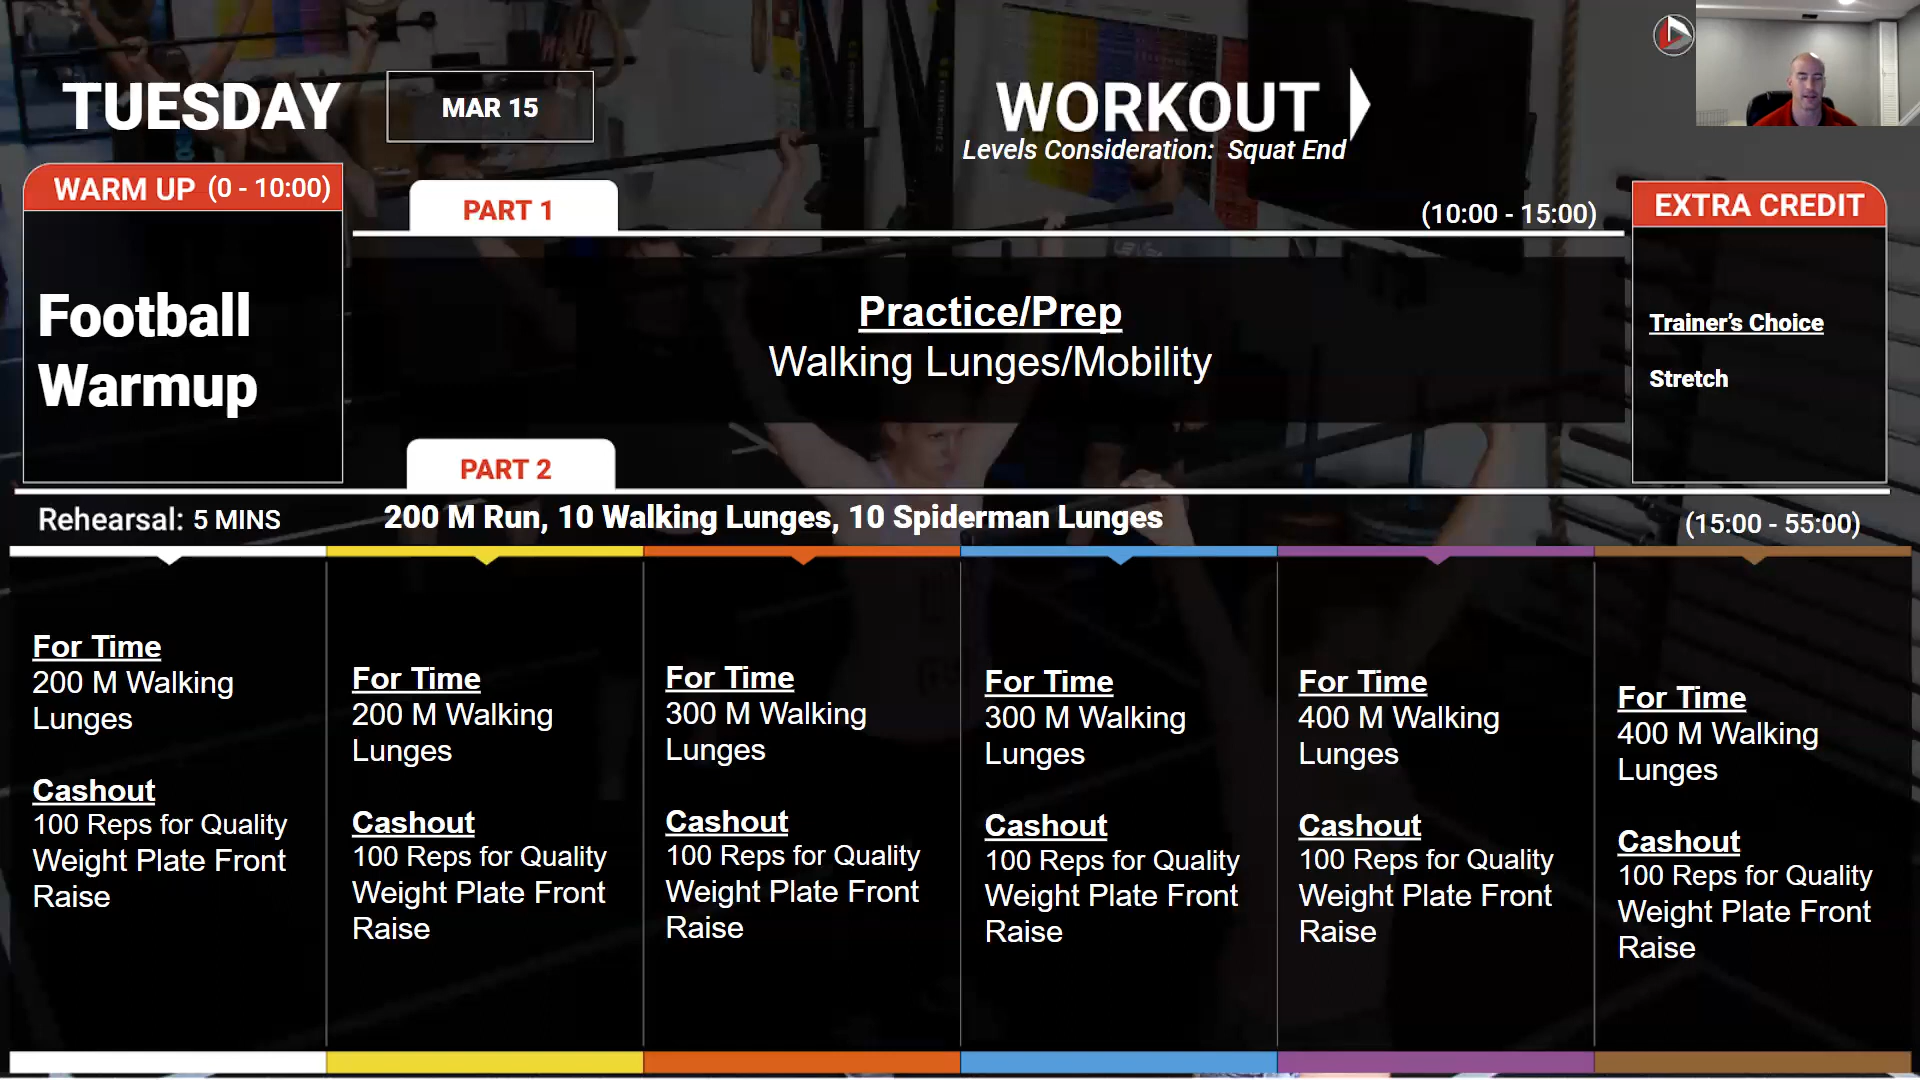 TUESDAY
MAR 15
WORKOUT
Levels Consideration: Squat End
WARM UP (0 - 10:00)
Football
Warmup
PART 1
(10:00 - 15:00)
Practice/Prep
Walking Lunges/Mobility
EXTRA CREDIT
Trainer's Choice
Stretch
PART 2
Rehearsal: 5 MINS
200 M Run, 10 Walking Lunges, 10 Spiderman Lunges
(15:00 - 55:00)
For Time
200 M Walking
Lunges
Cashout
100 Reps for Quality
Weight Plate Front
Raise
For Time
200 M Walking
Lunges
Cashout
100 Reps for Quality
Weight Plate Front
Raise
For Time
300 M Walking
Lunges
Cashout
100 Reps for Quality
Weight Plate Front
Raise
For Time
300 M Walking
Lunges
Cashout
100 Reps for Quality
Weight Plate Front
Raise
For Time
400 M Walking
Lunges
Cashout
100 Reps for Quality
Weight Plate Front
Raise
For Time
400 M Walking
Lunges
Cashout
100 Reps for Quality
Weight Plate Front
Raise